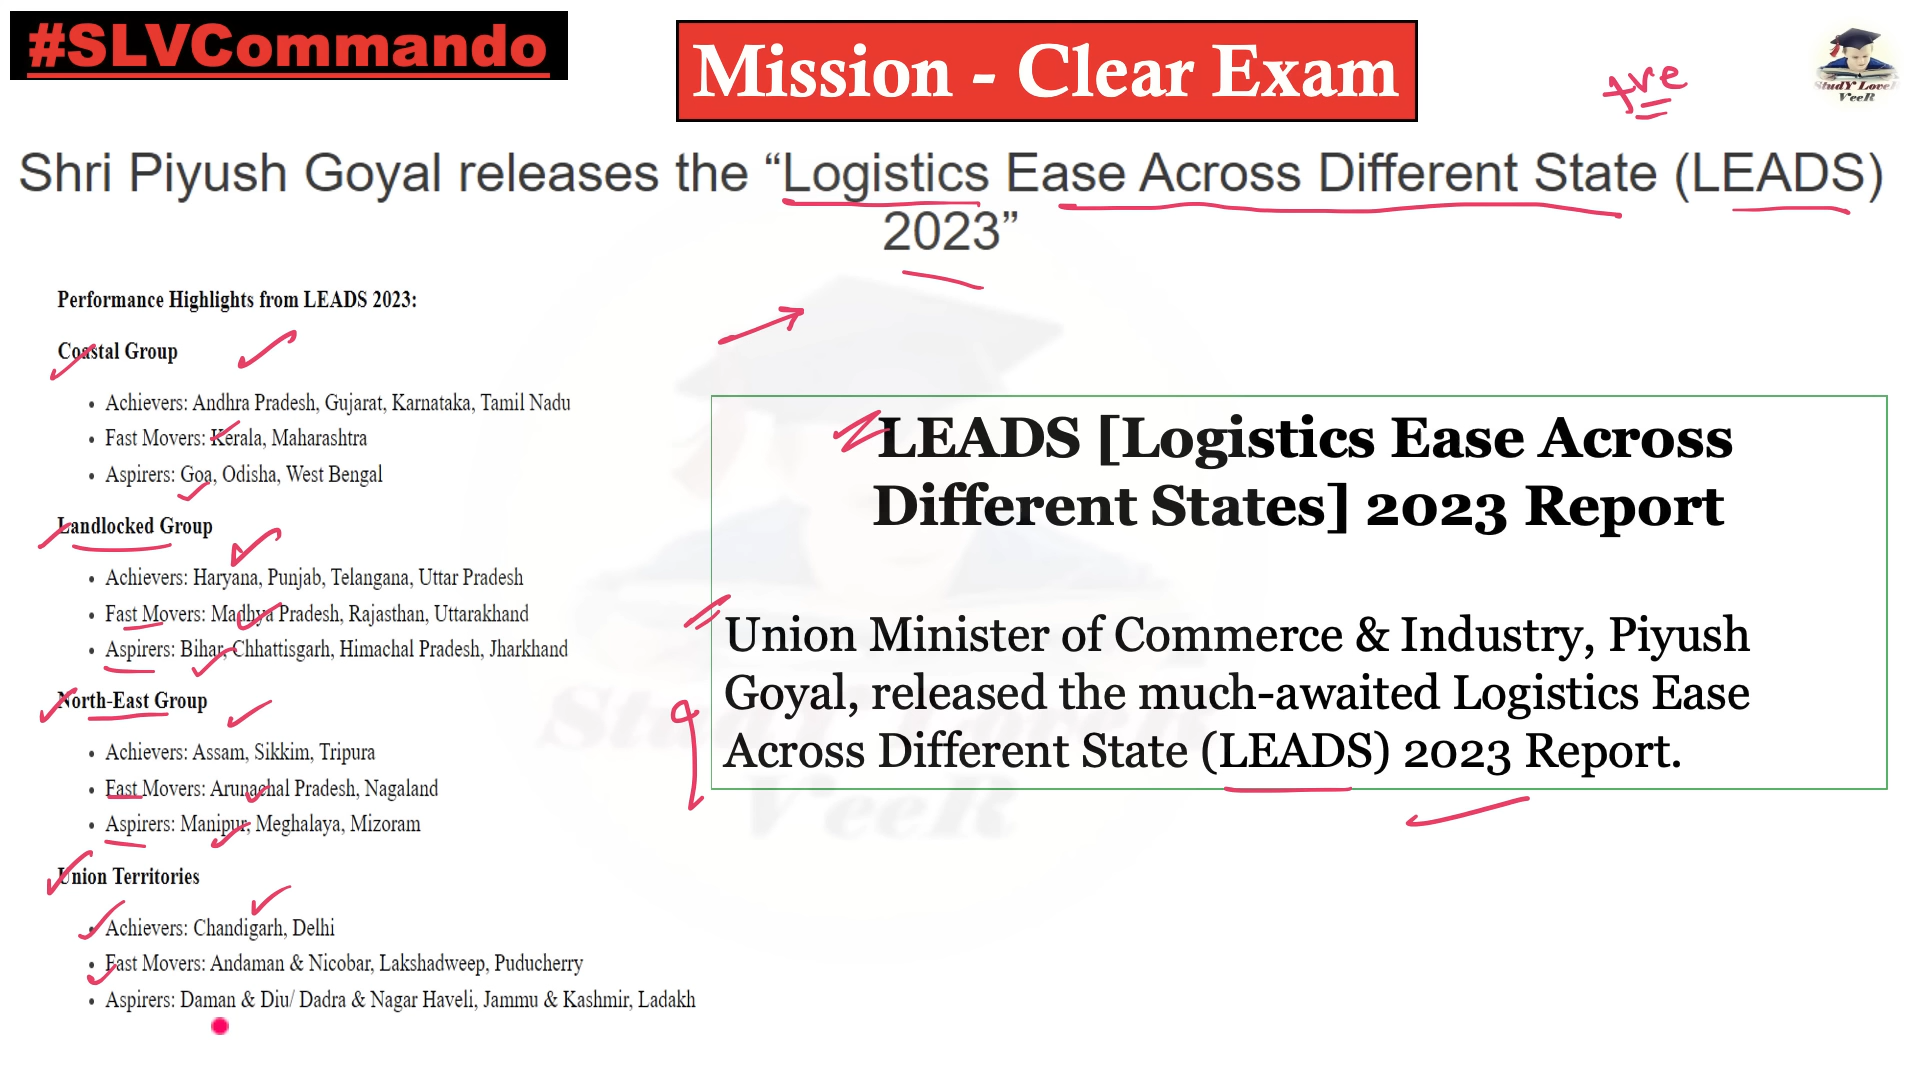 #SLVCommando
Mission - Clear Exam
+ve
StudY LoveR
VeeR
Shri Piyush Goyal releases the “Logistics Ease Across Different State (LEADS)
2023”
Performance Highlights from LEADS 2023:
Coastal Group
• Achievers: Andhra Pradesh, Gujarat, Karnataka, Tamil Nadu
• Fast Movers: Kerala, Maharashtra
• Aspirers: Goa, Odisha, West Bengal
Landlocked Group
• Achievers: Haryana, Punjab, Telangana, Uttar Pradesh
• Fast Movers: Madhya Pradesh, Rajasthan, Uttarakhand
• Aspirers: Bihar, Chhattisgarh, Himachal Pradesh, Jharkhand
North-East Group
• Achievers: Assam, Sikkim, Tripura
• Fast Movers: Arunachal Pradesh, Nagaland
• Aspirers: Manipur, Meghalaya, Mizoram
Union Territories
• Achievers: Chandigarh, Delhi
• Fast Movers: Andaman & Nicobar, Lakshadweep, Puducherry
• Aspirers: Daman & Diu/ Dadra & Nagar Haveli, Jammu & Kashmir, Ladakh
LEADS [Logistics Ease Across
Different States] 2023 Report
Union Minister of Commerce & Industry, Piyush
Goyal, released the much-awaited Logistics Ease
Across Different State (LEADS) 2023 Report.
StudY LoveR
VeeR